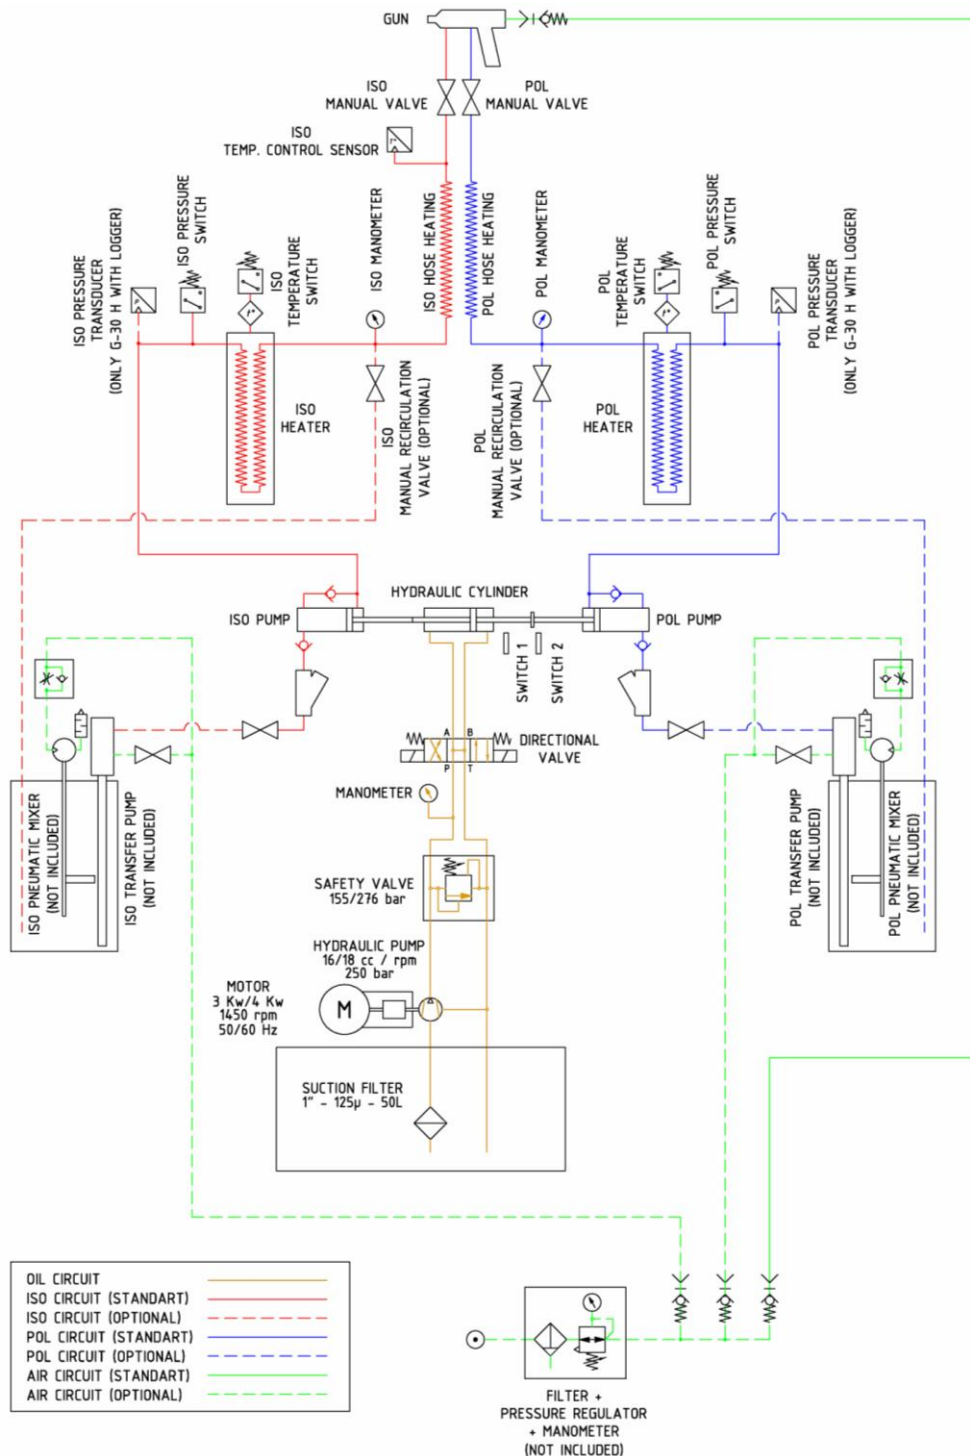 GUN
ISO
MANUAL VALVE
POL
MANUAL VALVE
ISO
TEMP. CONTROL SENSOR
ISO PRESSURE
TRANSDUCER
(ONLY G-30 H WITH LOGGER)
ISO PRESSURE
SWITCH
ISO
TEMPERATURE
SWITCH
ISO MANOMETER
ISO HOSE HEATING
POL HOSE HEATING
POL MANOMETER
POL
TEMPERATURE
SWITCH
POL PRESSURE
SWITCH
POL PRESSURE
TRANSDUCER
(ONLY G-30 H WITH LOGGER)
ISO
HEATER
ISO
MANUAL RECIRCULATION
VALVE (OPTIONAL)
POL
MANUAL RECIRCULATION
VALVE (OPTIONAL)
POL
HEATER
HYDRAULIC CYLINDER
ISO PUMP
POL PUMP
SWITCH 1
SWITCH 2
A B
P T
DIRECTIONAL
VALVE
MANOMETER
ISO PNEUMATIC MIXER
(NOT INCLUDED)
ISO TRANSFER PUMP
(NOT INCLUDED)
POL TRANSFER PUMP
(NOT INCLUDED)
POL PNEUMATIC MIXER
(NOT INCLUDED)
SAFETY VALVE
155/276 bar
HYDRAULIC PUMP
16/18 cc / rpm
250 bar
MOTOR
3 Kw/4 Kw
1450 rpm
50/60 Hz
M
SUCTION FILTER
1" - 125µ - 50L
OIL CIRCUIT
ISO CIRCUIT (STANDART)
ISO CIRCUIT (OPTIONAL)
POL CIRCUIT (STANDART)
POL CIRCUIT (OPTIONAL)
AIR CIRCUIT (STANDART)
AIR CIRCUIT (OPTIONAL)
FILTER +
PRESSURE REGULATOR
+ MANOMETER
(NOT INCLUDED)